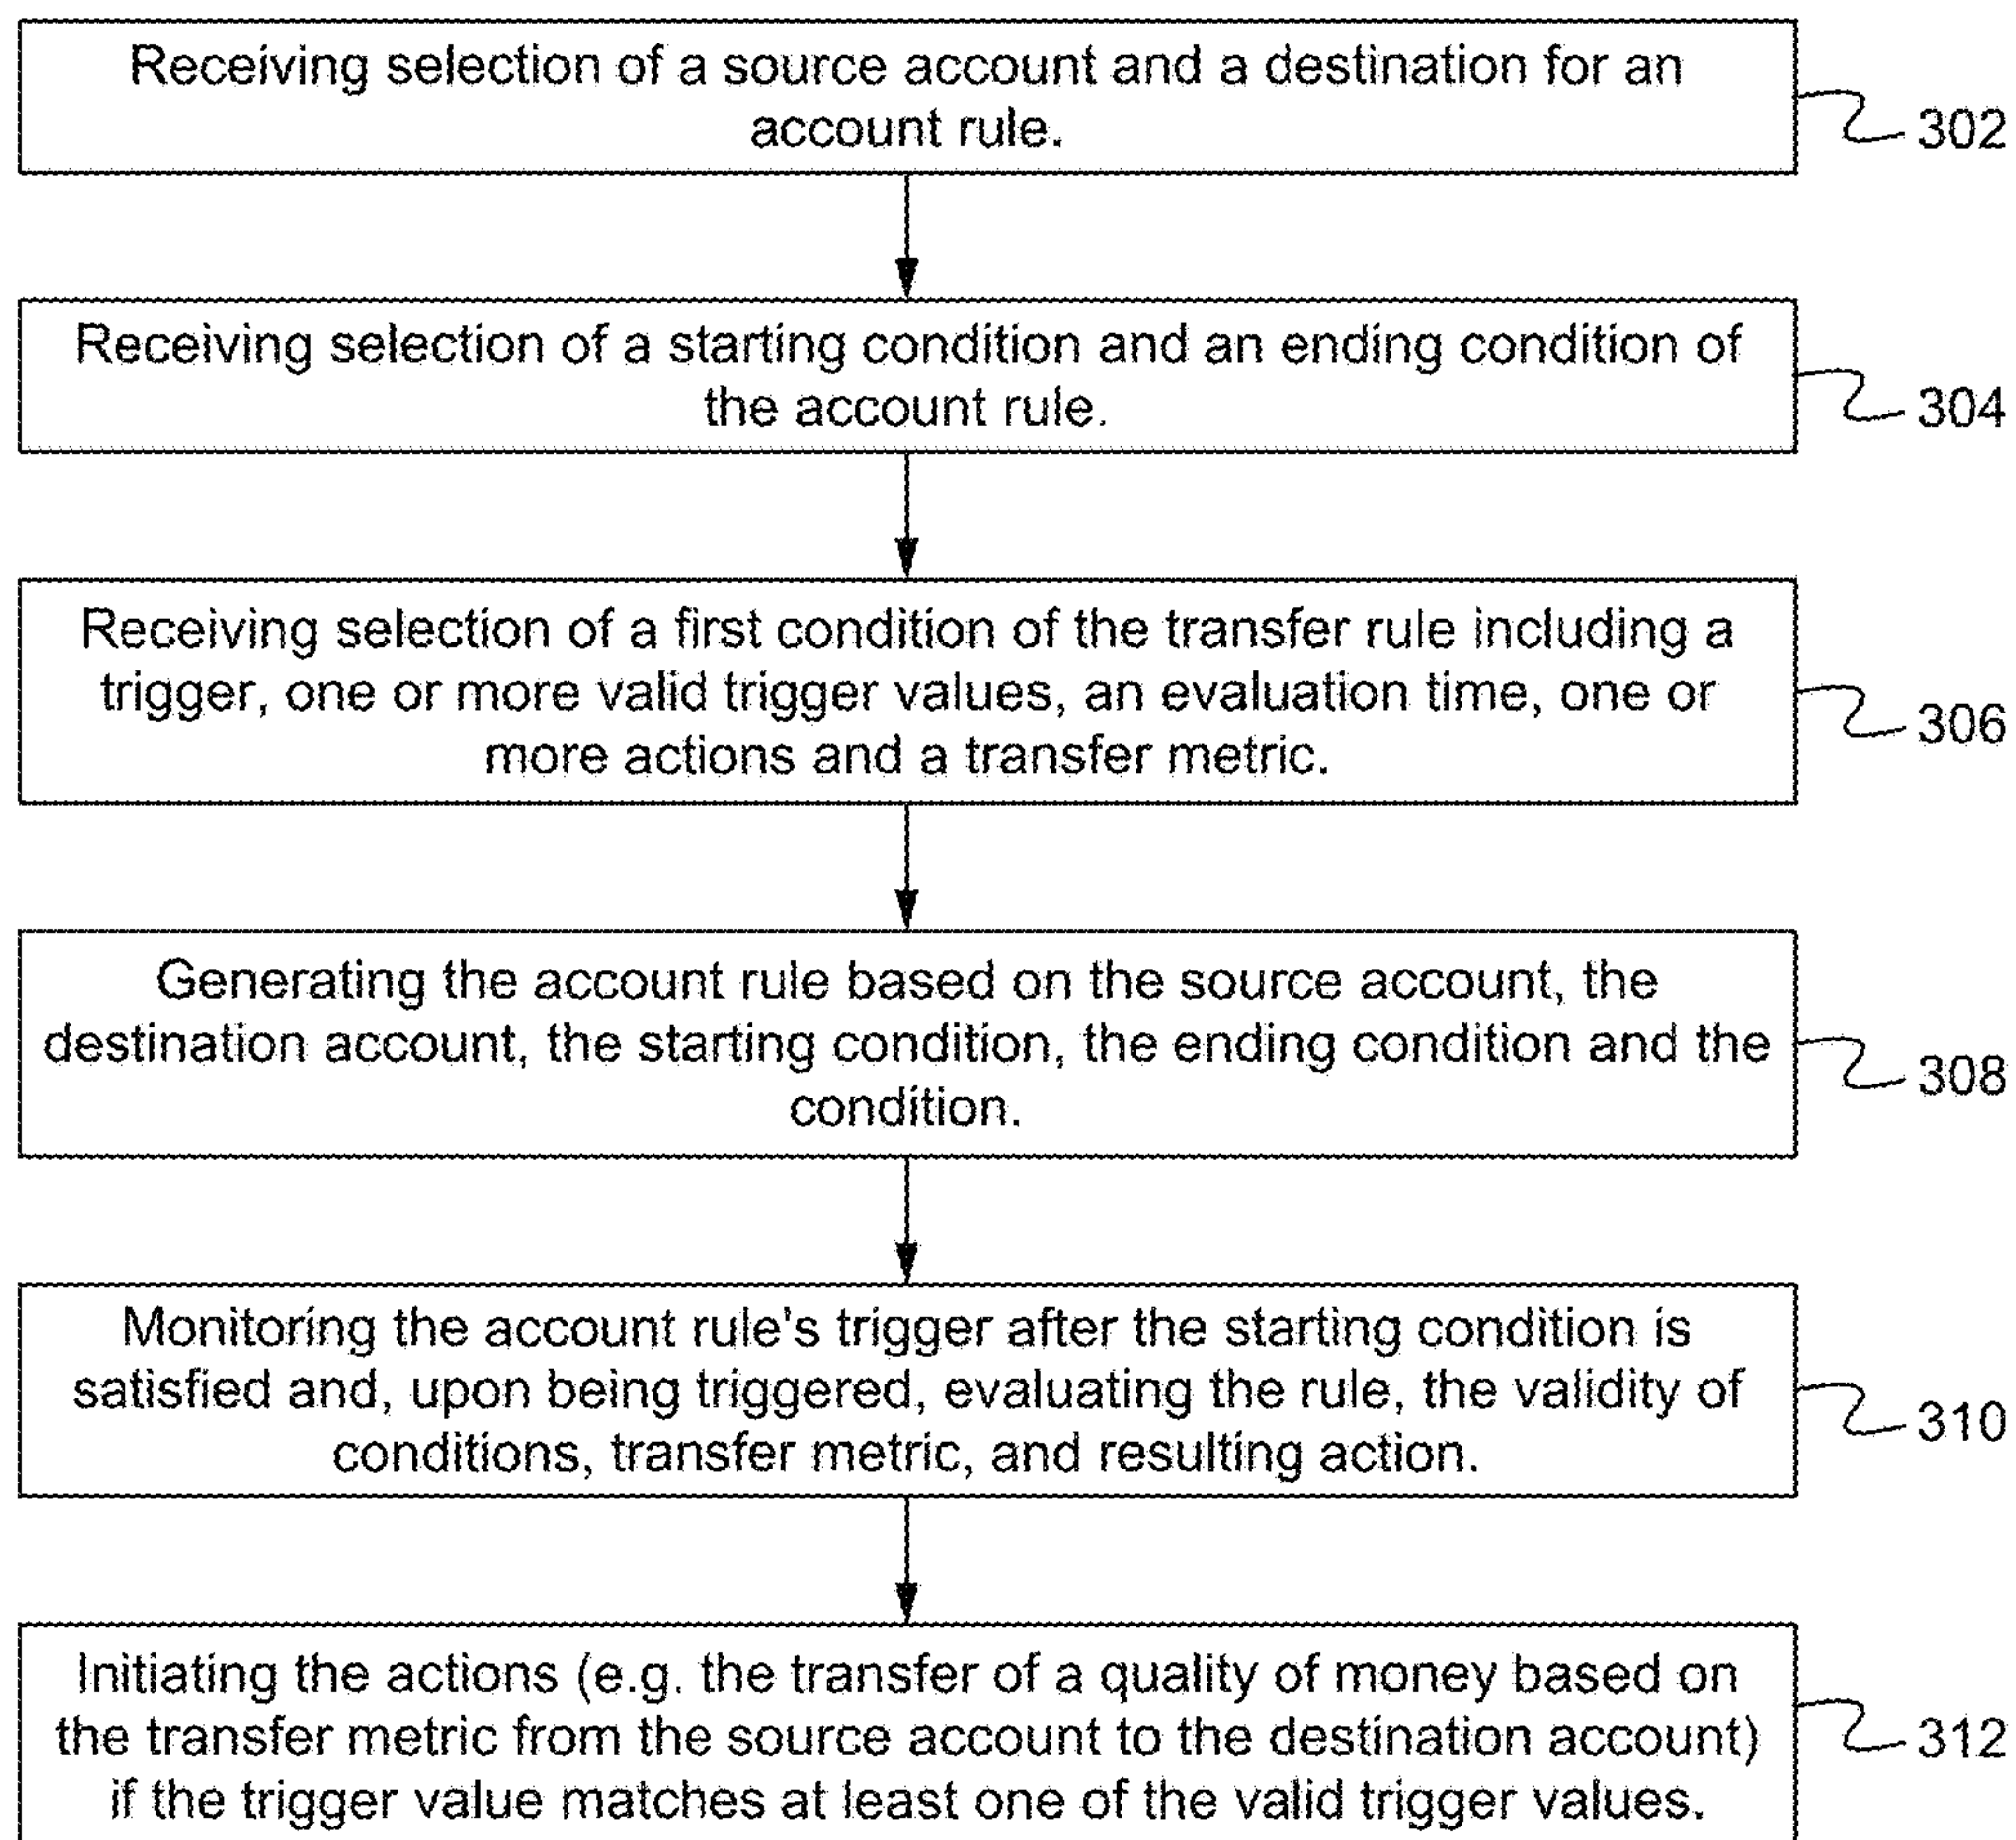 Receiving selection of a source account and a destination for an
account rule.
302
Receiving selection of a starting condition and an ending condition of
the account rule.
304
Receiving selection of a first condition of the transfer rule including a
trigger, one or more valid trigger values, an evaluation time, one or
more actions and a transfer metric.
306
Generating the account rule based on the source account, the
destination account, the starting condition, the ending condition and the
condition.
308
Monitoring the account rule's trigger after the starting condition is
satisfied and, upon being triggered, evaluating the rule, the validity of
conditions, transfer metric, and resulting action.
310
Initiating the actions (e.g. the transfer of a quality of money based on
the transfer metric from the source account to the destination account)
if the trigger value matches at least one of the valid trigger values.
312